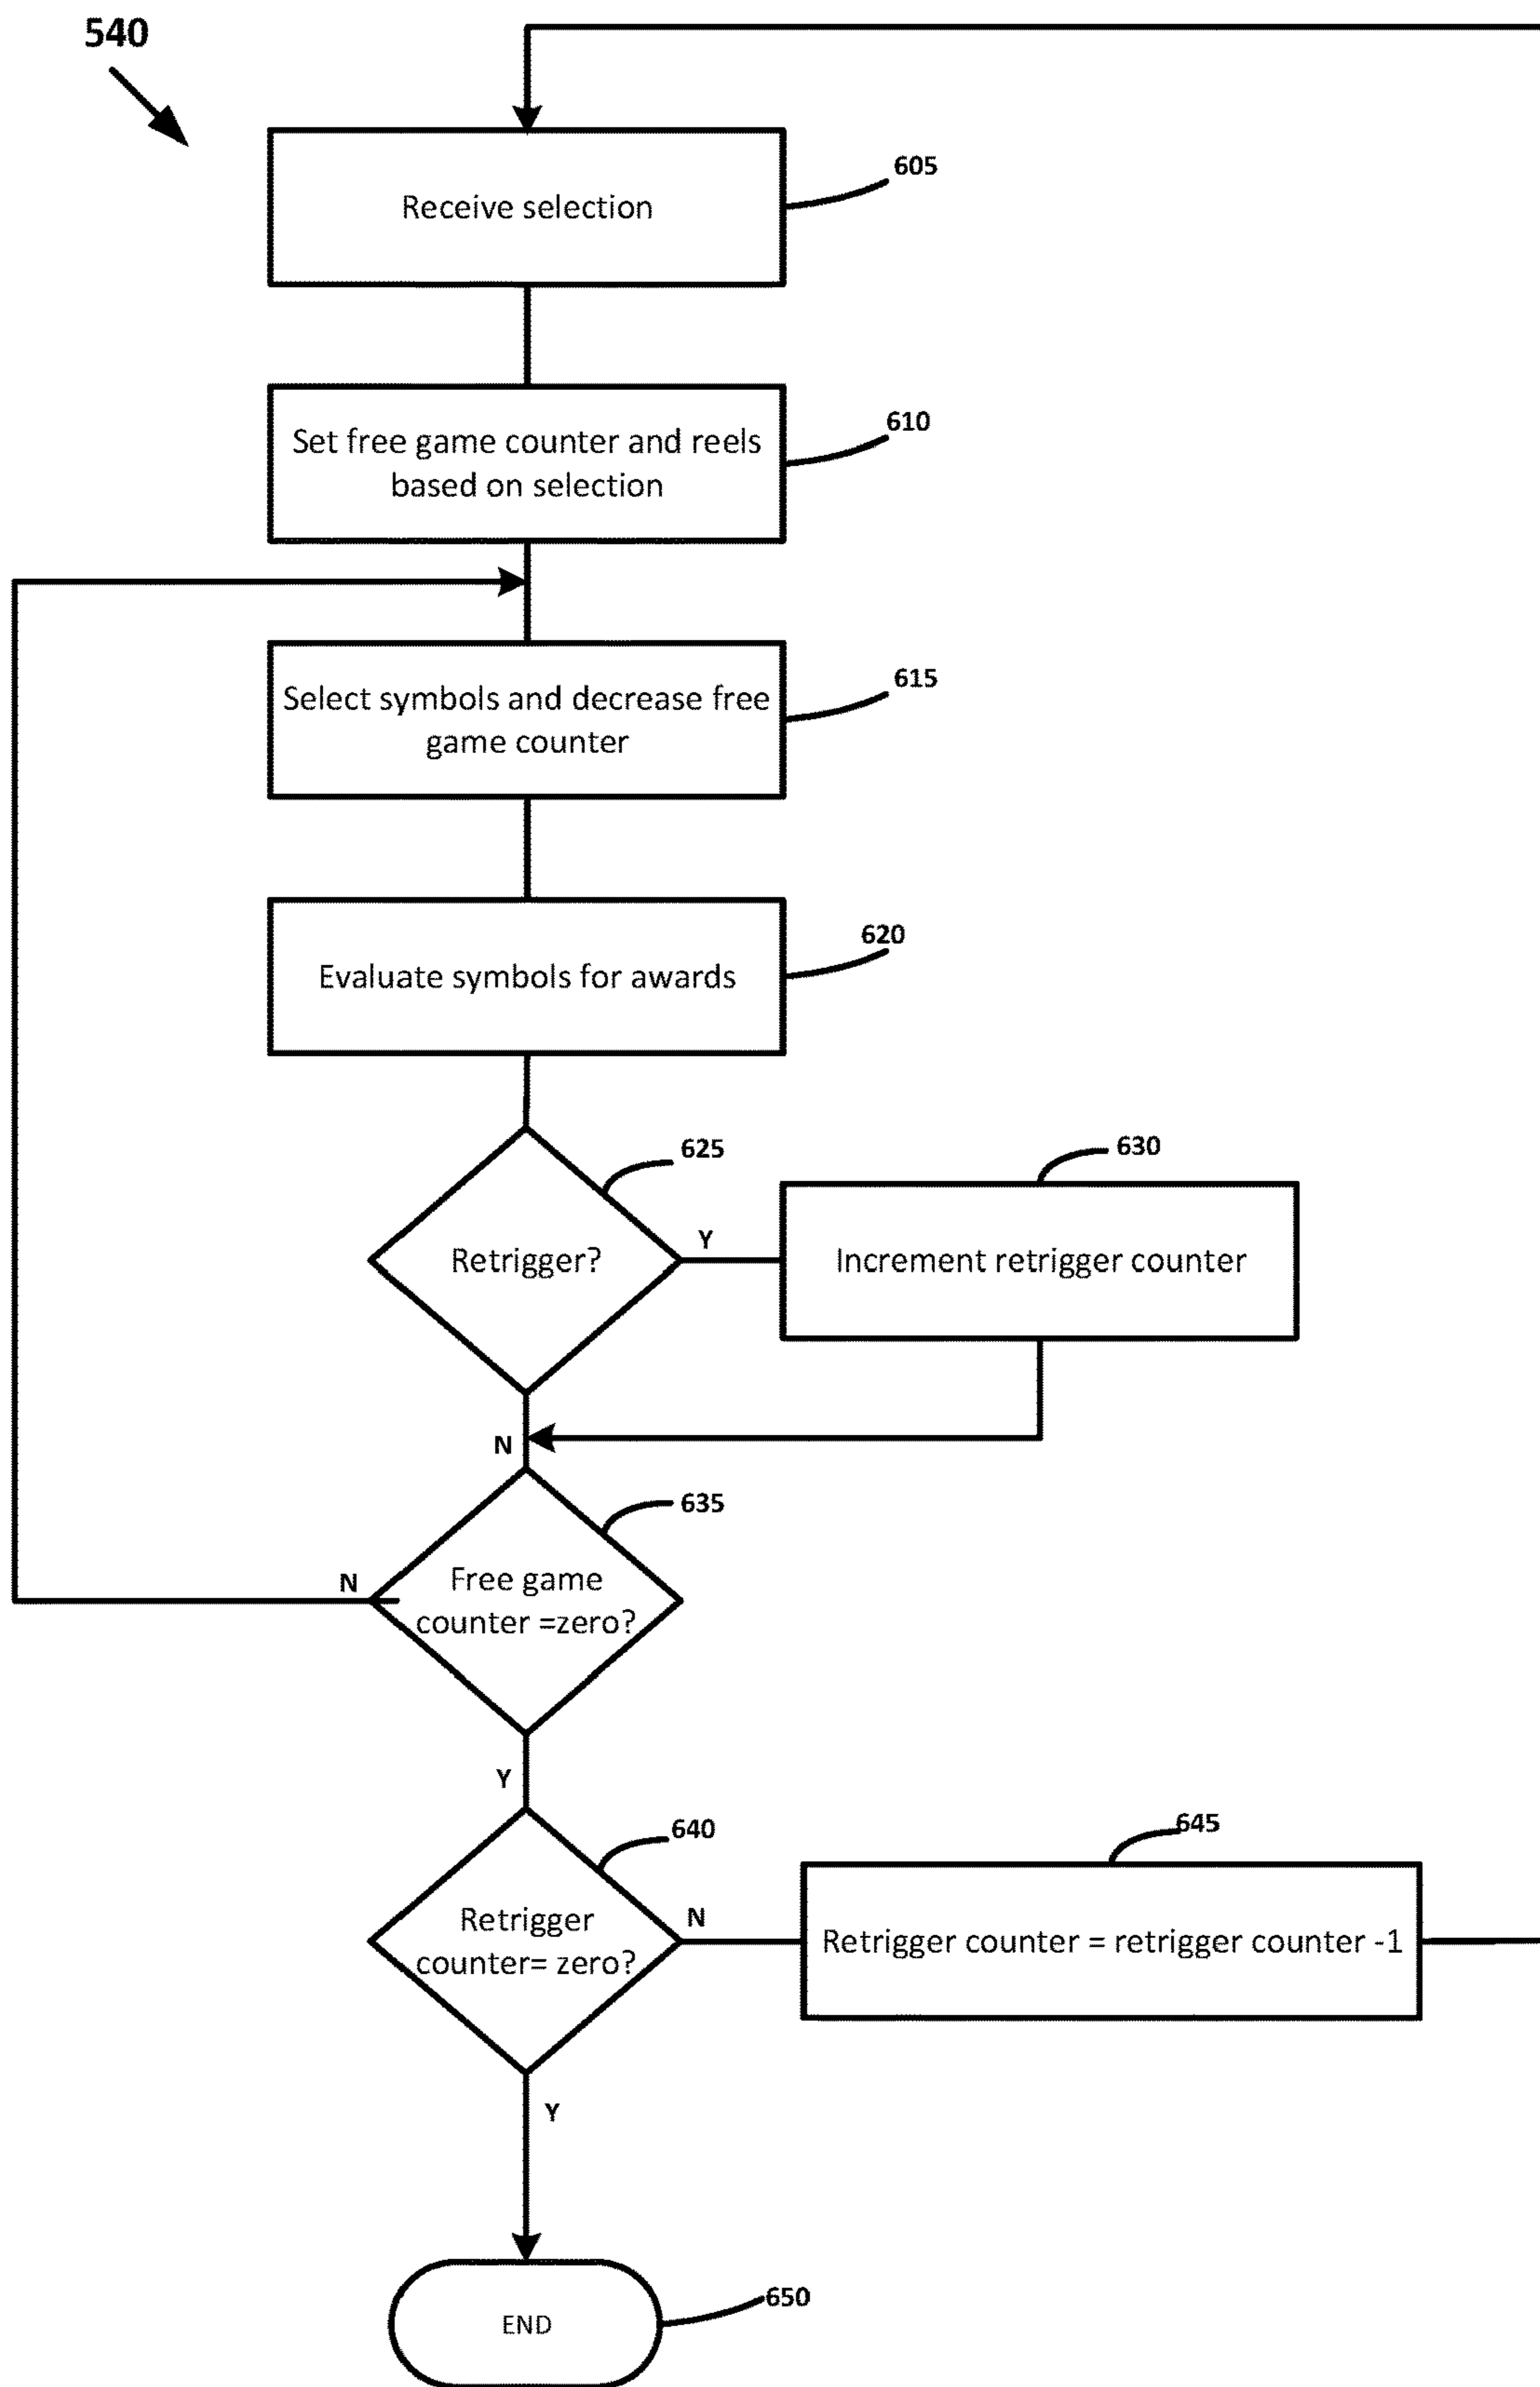 540
Receive selection
605
Set free game counter and reels
based on selection
610
Select symbols and decrease free
game counter
615
Evaluate symbols for awards
620
Retrigger?
625
Y
Increment retrigger counter
630
N
Free game
counter =zero?
635
N
Y
Retrigger
counter= zero?
640
N
Retrigger counter = retrigger counter -1
645
Y
END
650